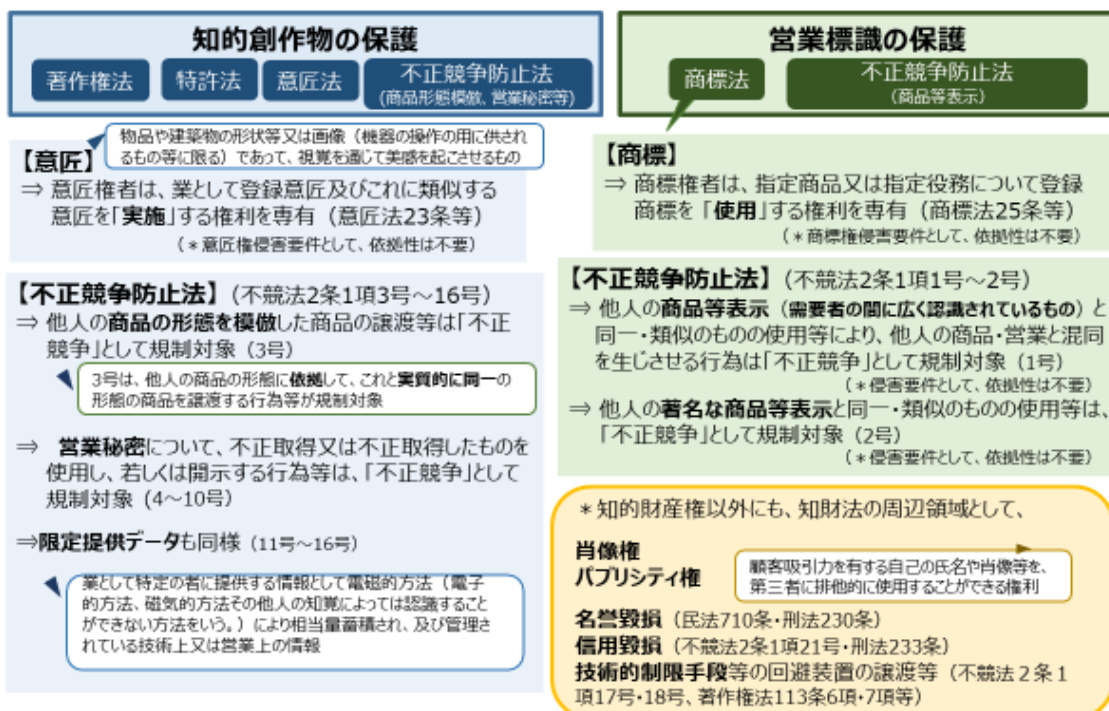 知的創作物の保護
著作権法
特許法
意匠法
不正競争防止法
(商品形態模倣、営業秘密等)
【意匠】
物品や建築物の形状等又は画像（機器の操作の用に供され
るもの等に限る）であって、視覚を通じて美感を起こさせるもの
⇒ 意匠権者は、業として登録意匠及びこれに類似する
意匠を「実施」する権利を専有（意匠法23条等）
（＊意匠権侵害要件として、依拠性は不要）
【不正競争防止法】（不競法2条1項3号～16号）
⇒ 他人の商品の形態を模倣した商品の譲渡等は「不正
競争」として規制対象（3号）
3号は、他人の商品の形態に依拠して、これと実質的に同一の
形態の商品を譲渡する行為等が規制対象
⇒ 営業秘密について、不正取得又は不正取得したものを
使用し、若しくは開示する行為等は、「不正競争」として
規制対象（4～10号）
⇒限定提供データも同様（11号～16号）
業として特定の者に提供する情報として電磁的方法（電子
的方法、磁気的方法その他人の知覚によっては認識すること
ができない方法をいう。）により相当量蓄積され、及び管理さ
れている技術上又は営業上の情報
営業標識の保護
商標法
不正競争防止法
(商品等表示)
【商標】
⇒ 商標権者は、指定商品又は指定役務について登録
商標を「使用」する権利を専有（商標法25条等）
（＊商標権侵害要件として、依拠性は不要）
【不正競争防止法】（不競法2条1項1号～2号）
⇒ 他人の商品等表示（需要者の間に広く認識されているもの）と
同一・類似のものの使用等により、他人の商品・営業と混同
を生じさせる行為は「不正競争」として規制対象（1号）
（＊侵害要件として、依拠性は不要）
⇒ 他人の著名な商品等表示と同一・類似のものの使用等は、
「不正競争」として規制対象（2号）
（＊侵害要件として、依拠性は不要）
＊知的財産権以外にも、知財法の周辺領域として、
肖像権
パブリシティ権
顧客吸引力を有する自己の氏名や肖像等を、
第三者に排他的に使用することができる権利
名誉毀損（民法710条・刑法230条）
信用毀損（不競法2条1項21号・刑法233条）
技術的制限手段等の回避装置の譲渡等（不競法２条１
項17号・18号、著作権法113条6項・7項等）